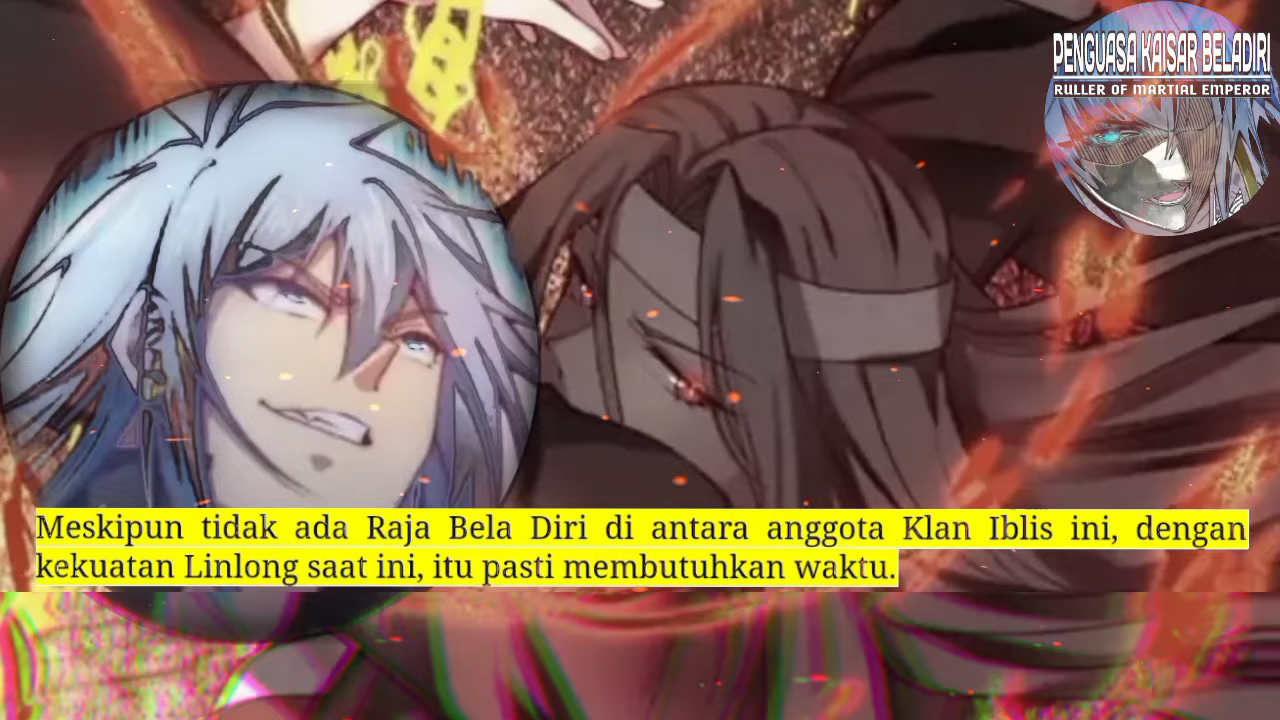 PENGUASA KAISAR BELADIRI
RULLER OF MARTIAL EMPEROR
Meskipun tidak ada Raja Bela Diri di antara anggota Klan Iblis ini, dengan
kekuatan Linlong saat ini, itu pasti membutuhkan waktu.